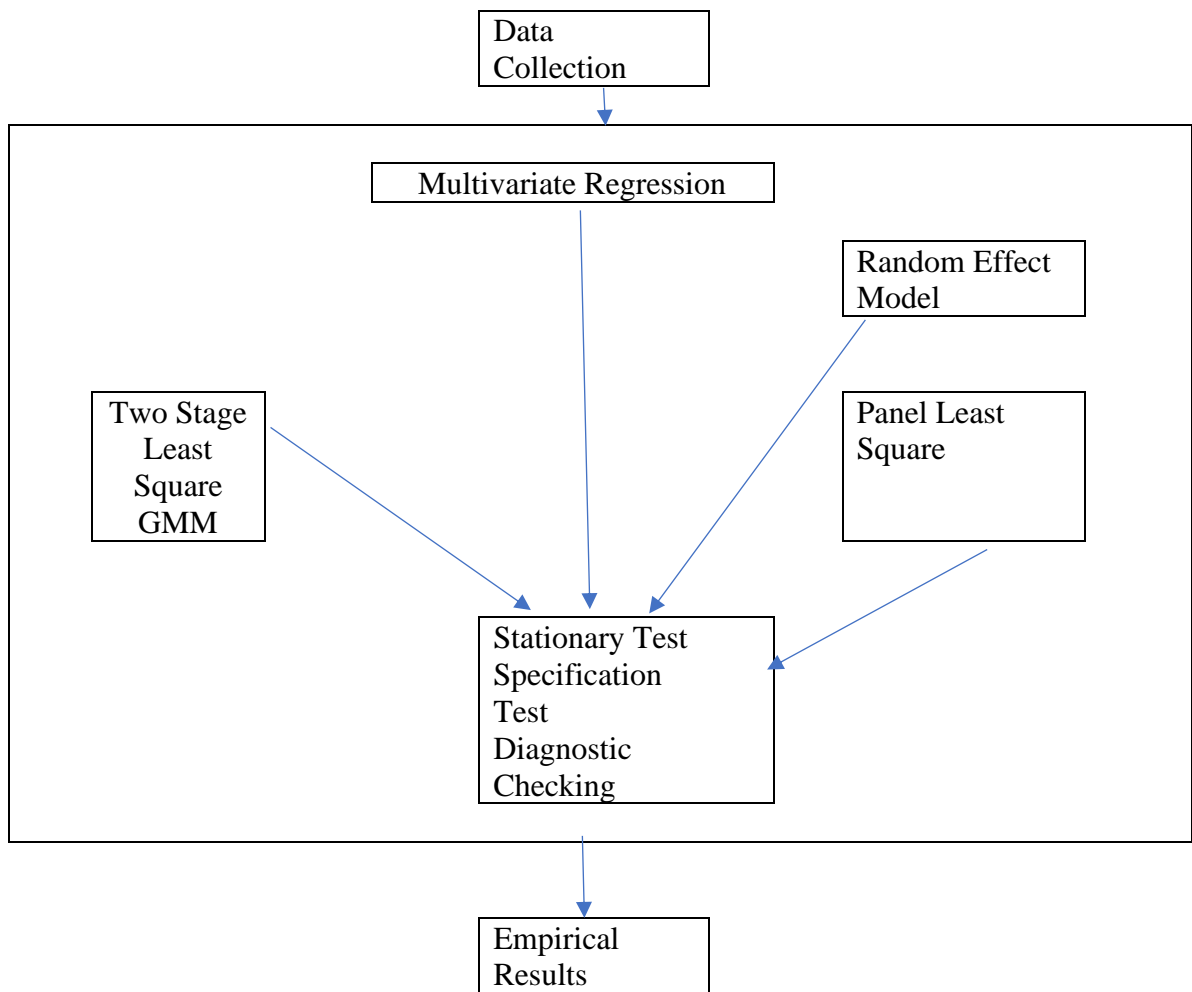 Data
Collection
Multivariate Regression
Random Effect
Model
Two Stage
Least
Square
GMM
Panel Least
Square
Stationary Test
Specification
Test
Diagnostic
Checking
Empirical
Results